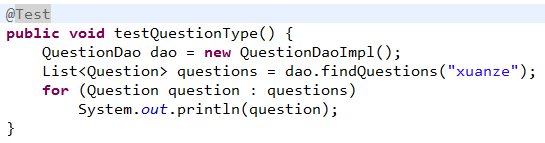 @Test
public void testQuestionType() {
    QuestionDao dao = new QuestionDaoImpl();
    List<Question> questions = dao.findQuestions("xuanze");
    for (Question question : questions)
        System.out.println(question);
}